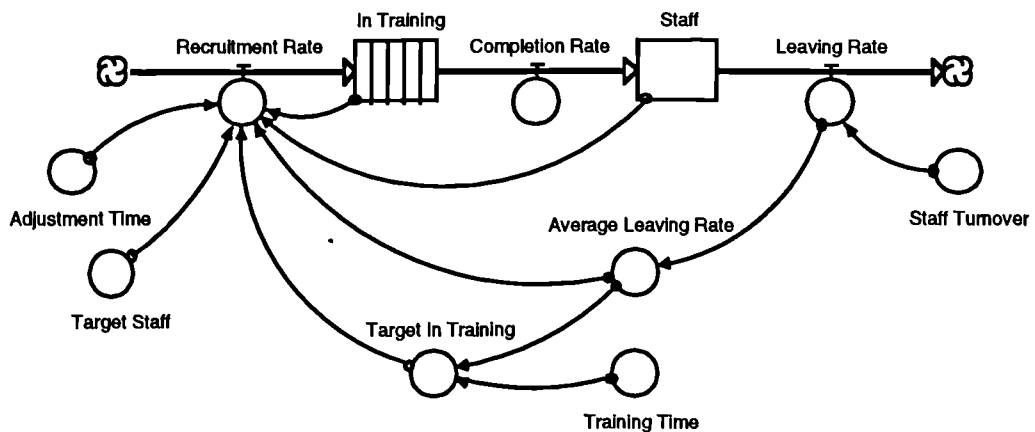 In Training
Staff
Recruitment Rate
Completion Rate
Leaving Rate
Adjustment Time
Staff Turnover
Average Leaving Rate
Target Staff
Target In Training
Training Time